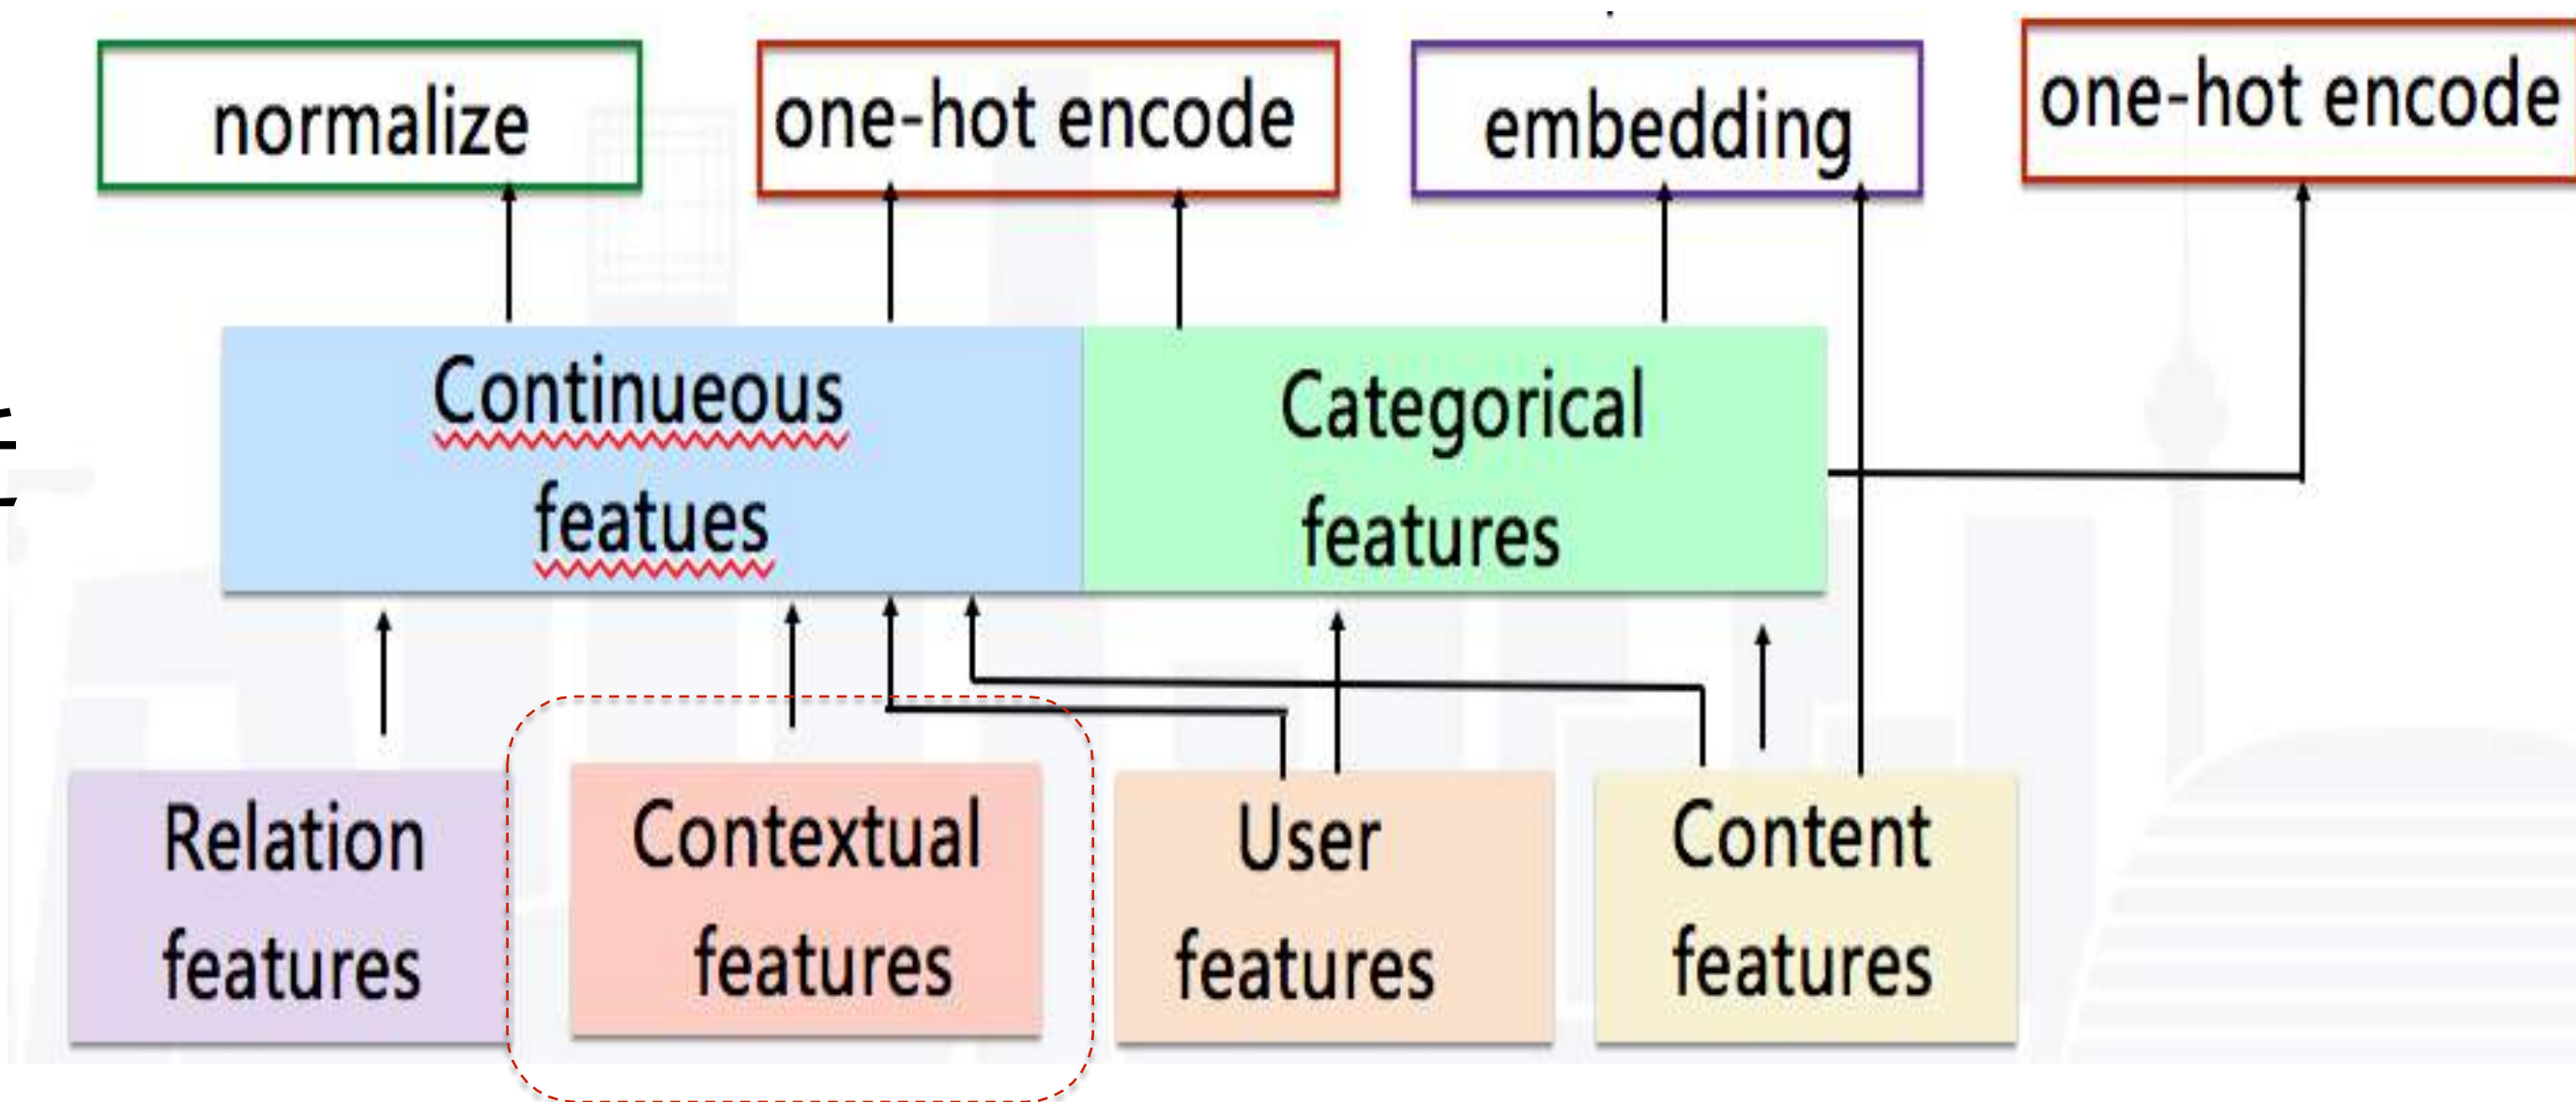 normalize
one-hot encode
embedding
one-hot encode
Continueous
featues
Categorical
features
Relation
features
Contextual
features
User
features
Content
features